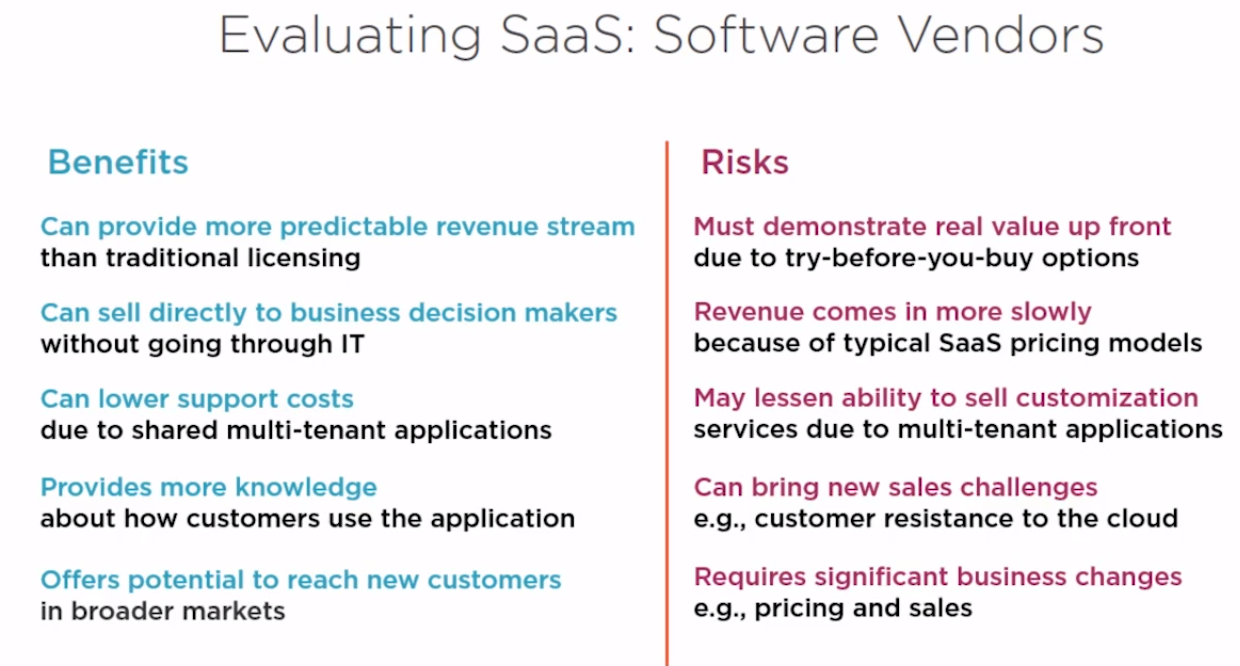 Evaluating SaaS: Software Vendors
Benefits
Can provide more predictable revenue stream
than traditional licensing
Can sell directly to business decision makers
without going through IT
Can lower support costs
due to shared multi-tenant applications
Provides more knowledge
about how customers use the application
Offers potential to reach new customers
in broader markets
Risks
Must demonstrate real value up front
due to try-before-you-buy options
Revenue comes in more slowly
because of typical SaaS pricing models
May lessen ability to sell customization
services due to multi-tenant applications
Can bring new sales challenges
e.g., customer resistance to the cloud
Requires significant business changes
e.g., pricing and sales